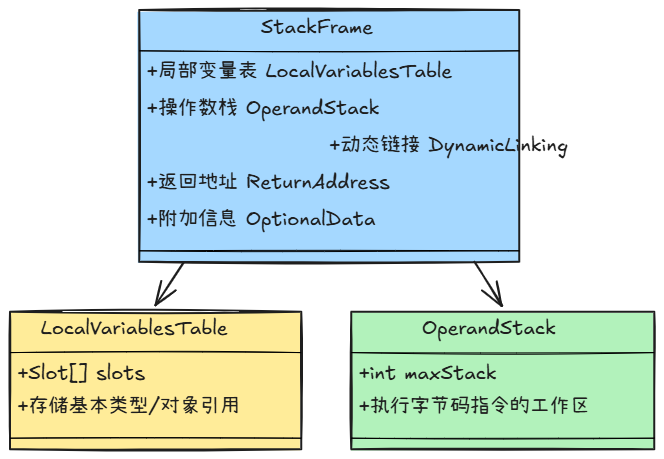 StackFrame
+局部变量表 LocalVariablesTable
+操作数栈 OperandStack
+动态链接 DynamicLinking
+返回地址 ReturnAddress
+附加信息 OptionalData
LocalVariablesTable
+Slot[] slots
+存储基本类型/对象引用
OperandStack
+int maxStack
+执行字节码指令的工作区